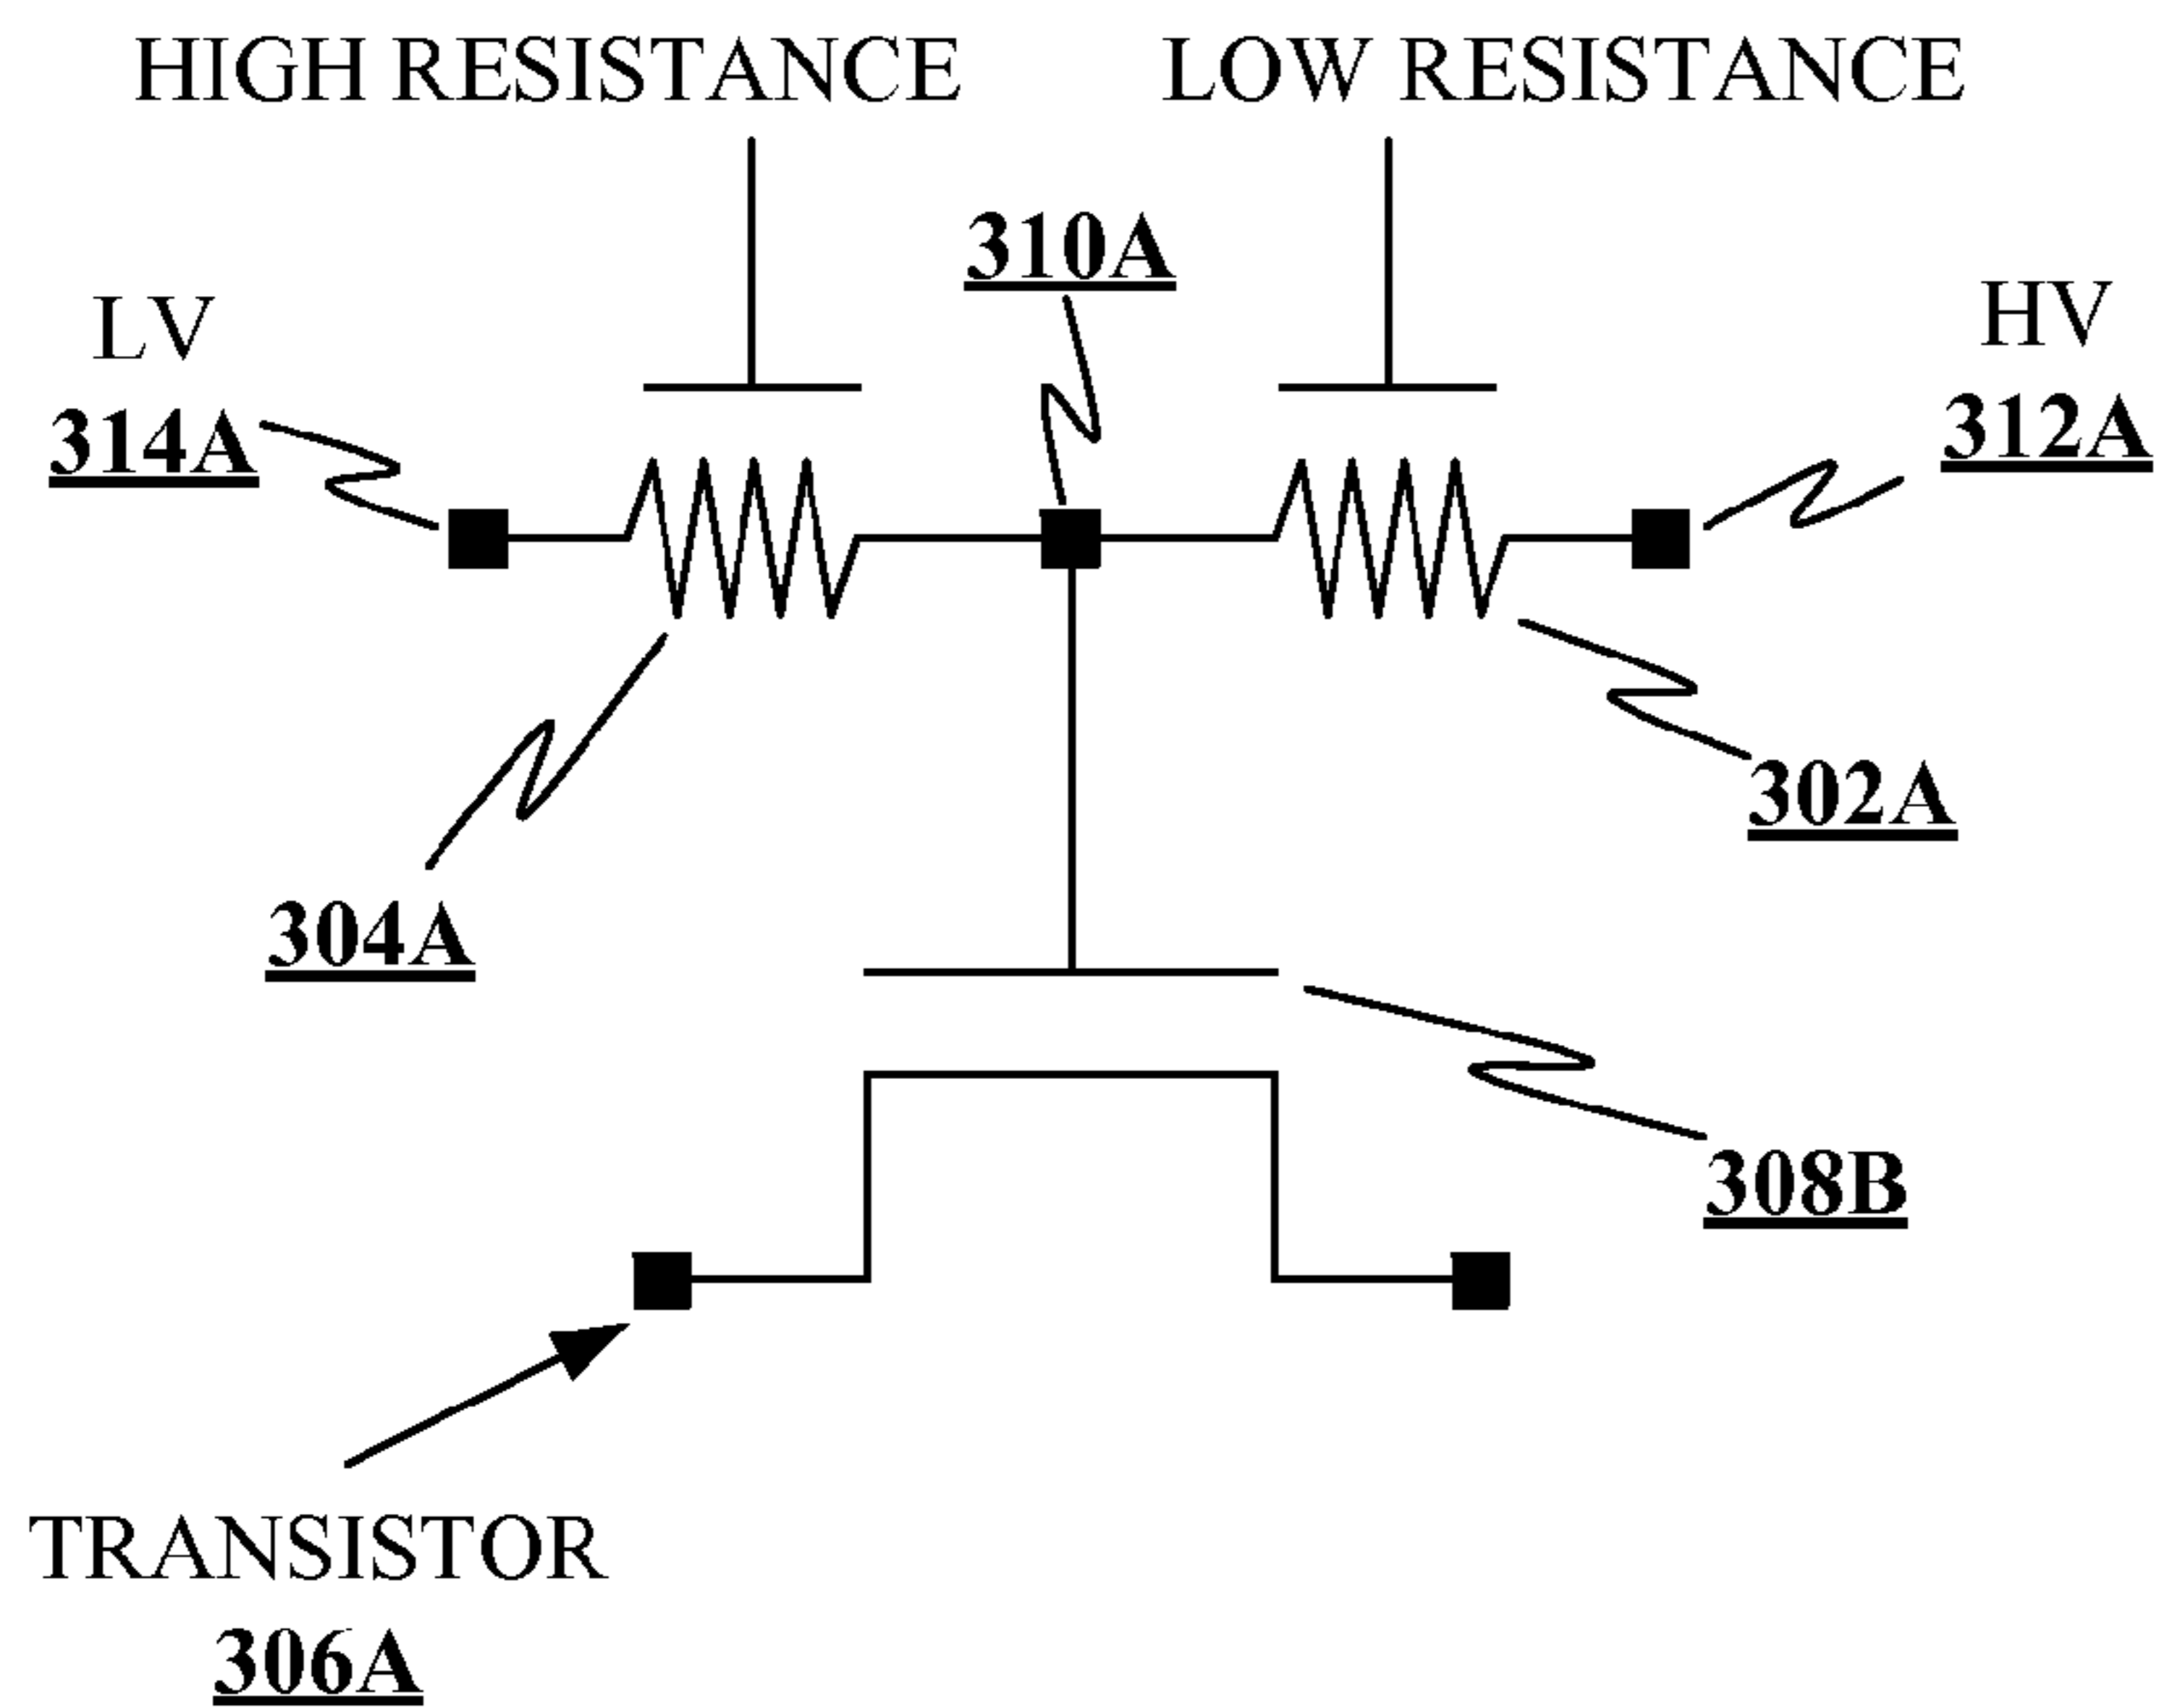 HIGH RESISTANCE
LOW RESISTANCE
310A
LV
314A
HV
312A
302A
304A
308B
TRANSISTOR
306A